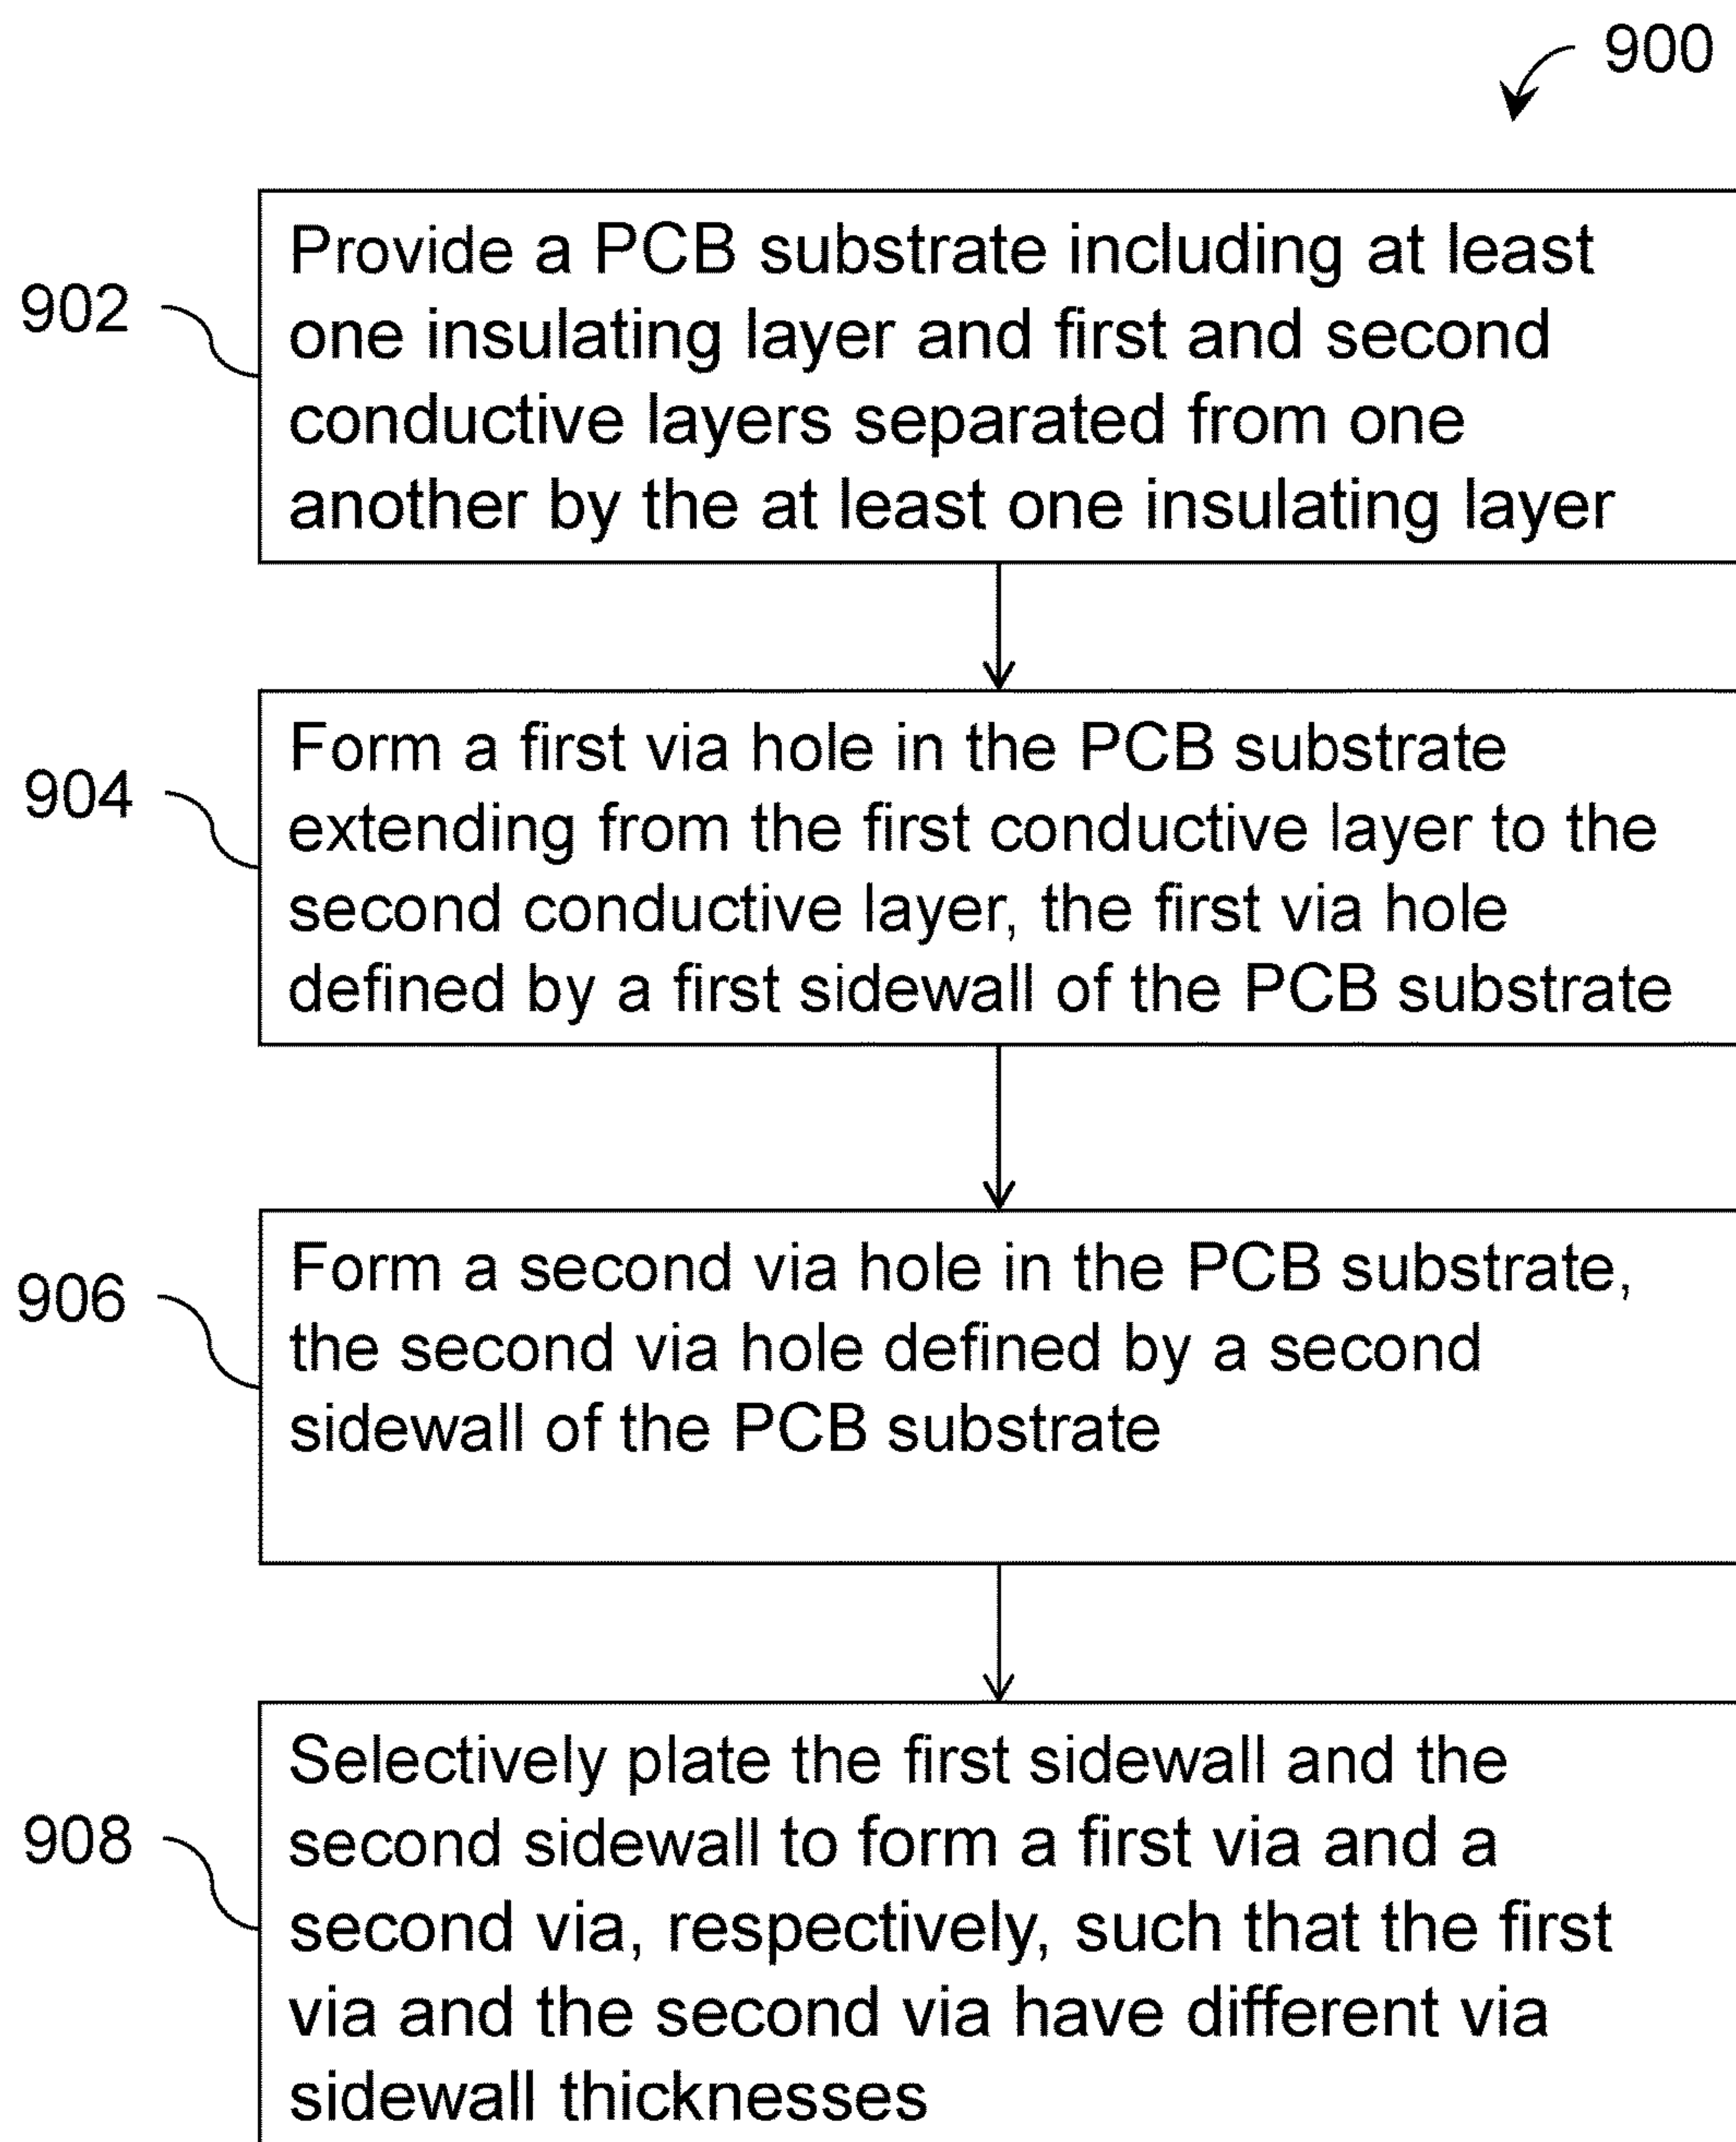 900
902
Provide a PCB substrate including at least
one insulating layer and first and second
conductive layers separated from one
another by the at least one insulating layer
904
Form a first via hole in the PCB substrate
extending from the first conductive layer to the
second conductive layer, the first via hole
defined by a first sidewall of the PCB substrate
906
Form a second via hole in the PCB substrate,
the second via hole defined by a second
sidewall of the PCB substrate
908
Selectively plate the first sidewall and the
second sidewall to form a first via and a
second via, respectively, such that the first
via and the second via have different via
sidewall thicknesses